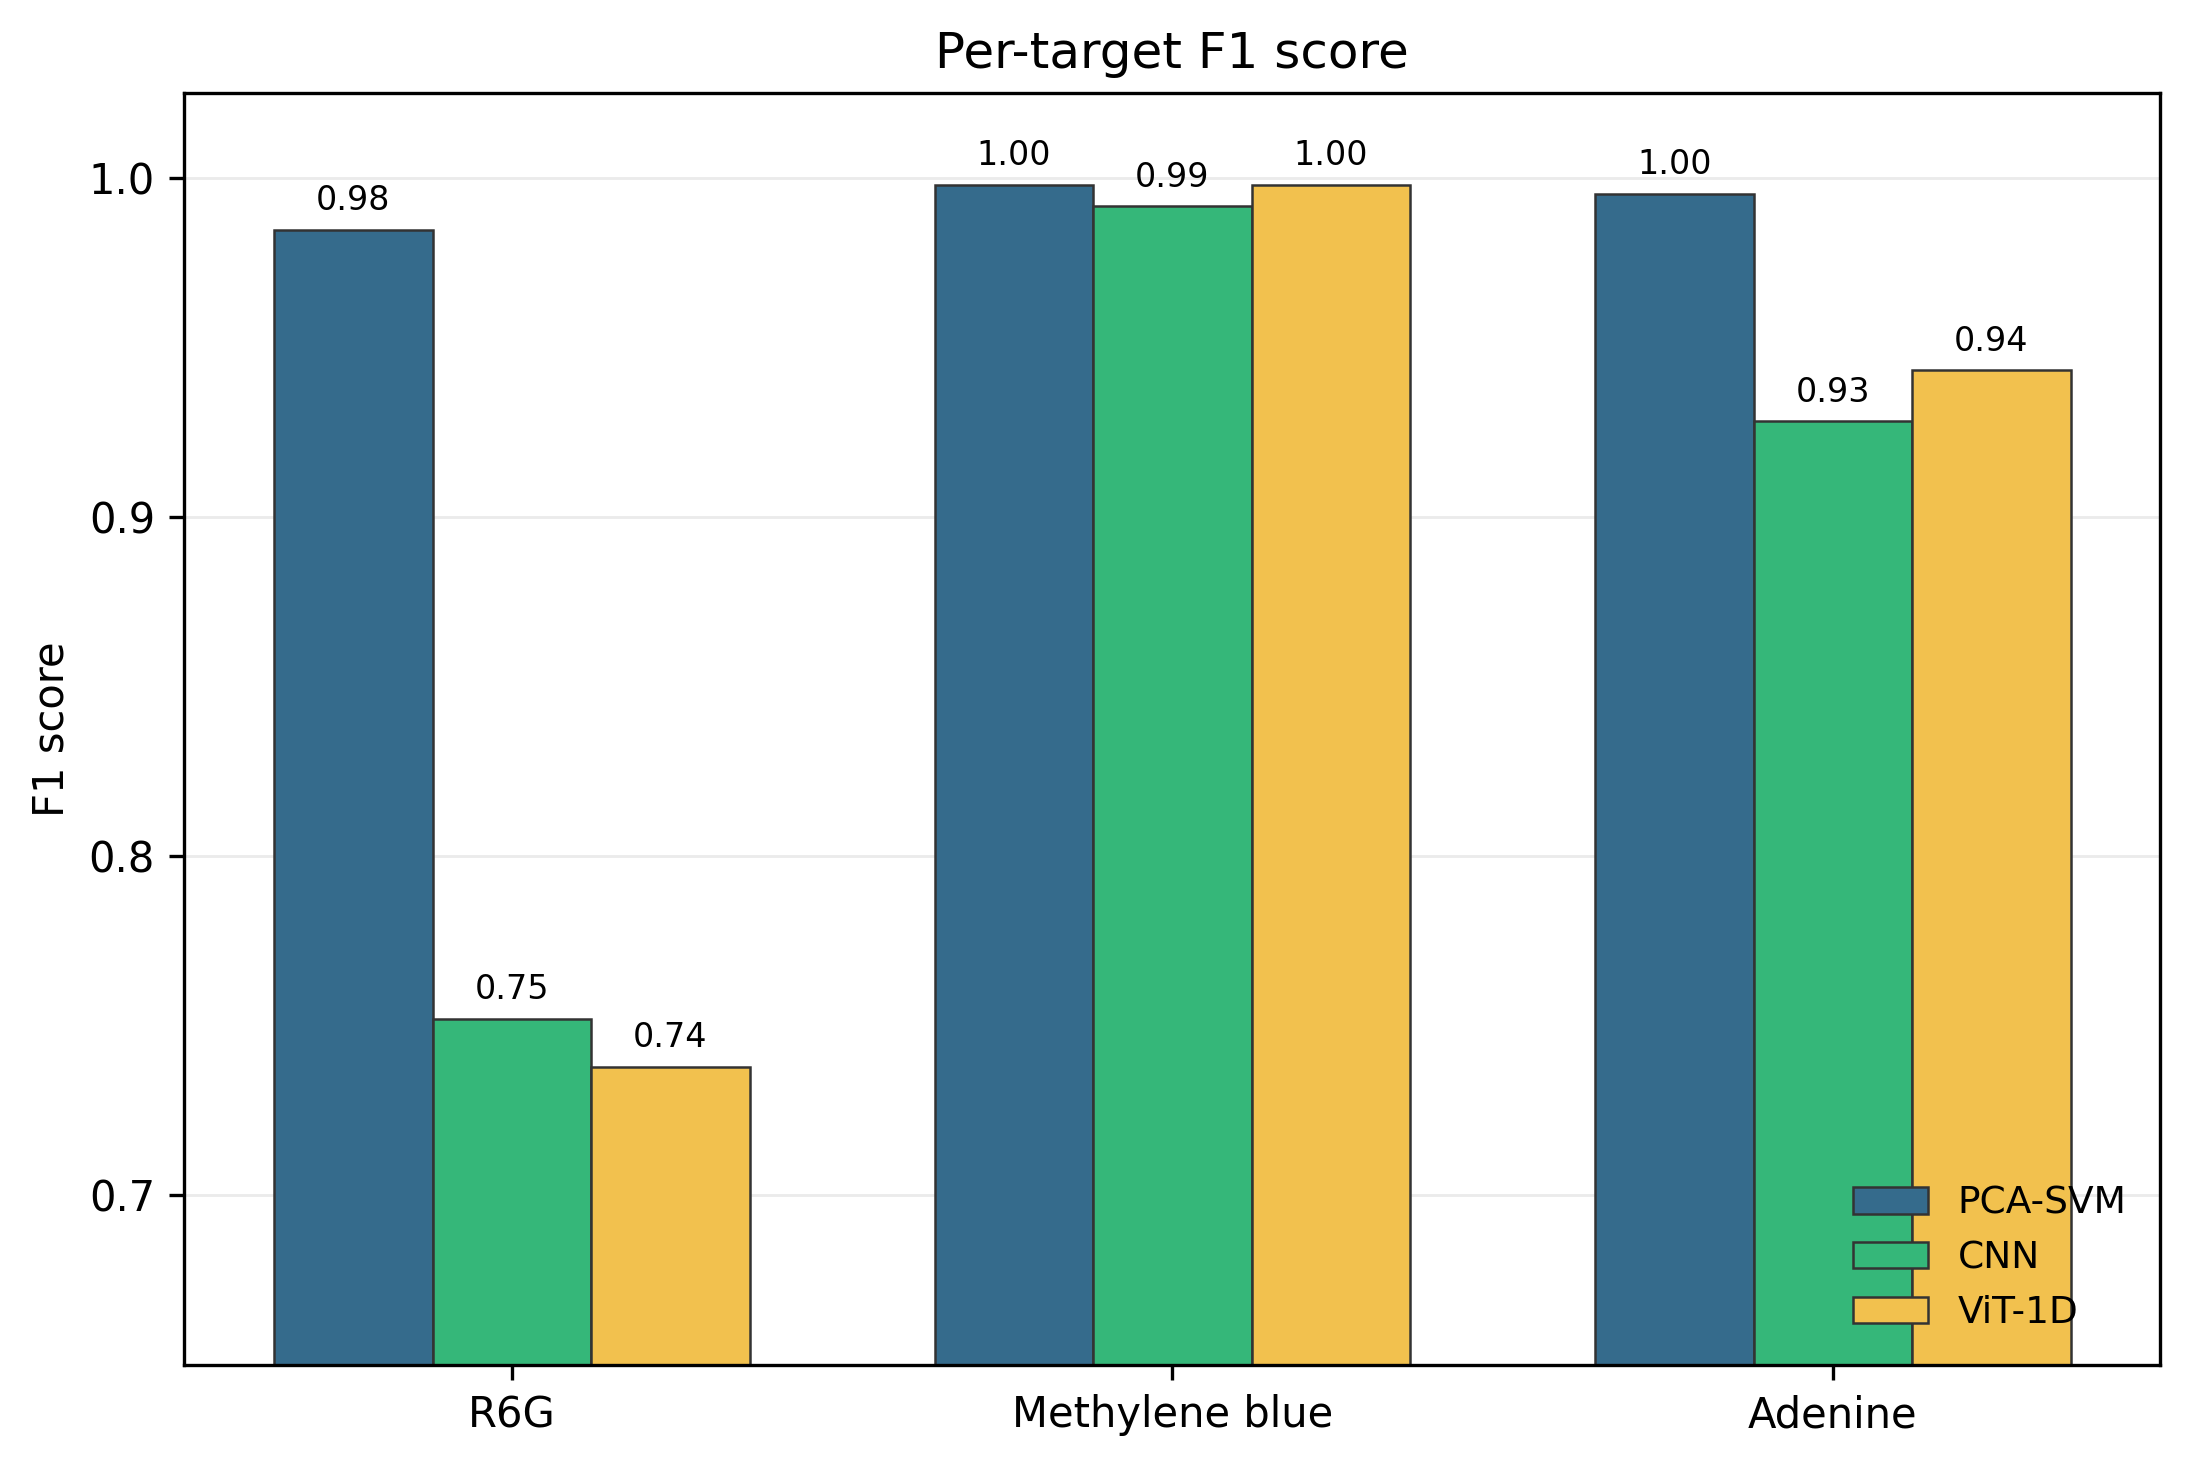 Per-target F1 score
F1 score
1.0
0.9
0.8
0.7
0.98
0.75
0.74
1.00
0.99
1.00
1.00
0.93
0.94
PCA-SVM
CNN
ViT-1D
R6G
Methylene blue
Adenine